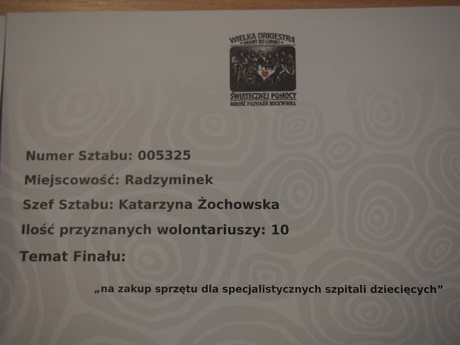 WIELKA ORKIESTRA
ŚWIĄTECZNEJ POMOCY
Numer Sztabu: 005325
Miejscowość: Radzyminek
Szef Sztabu: Katarzyna Żochowska
Ilość przyznanych wolontariuszy: 10
Temat Finału:
„na zakup sprzętu dla specjalistycznych szpitali dziecięcych”